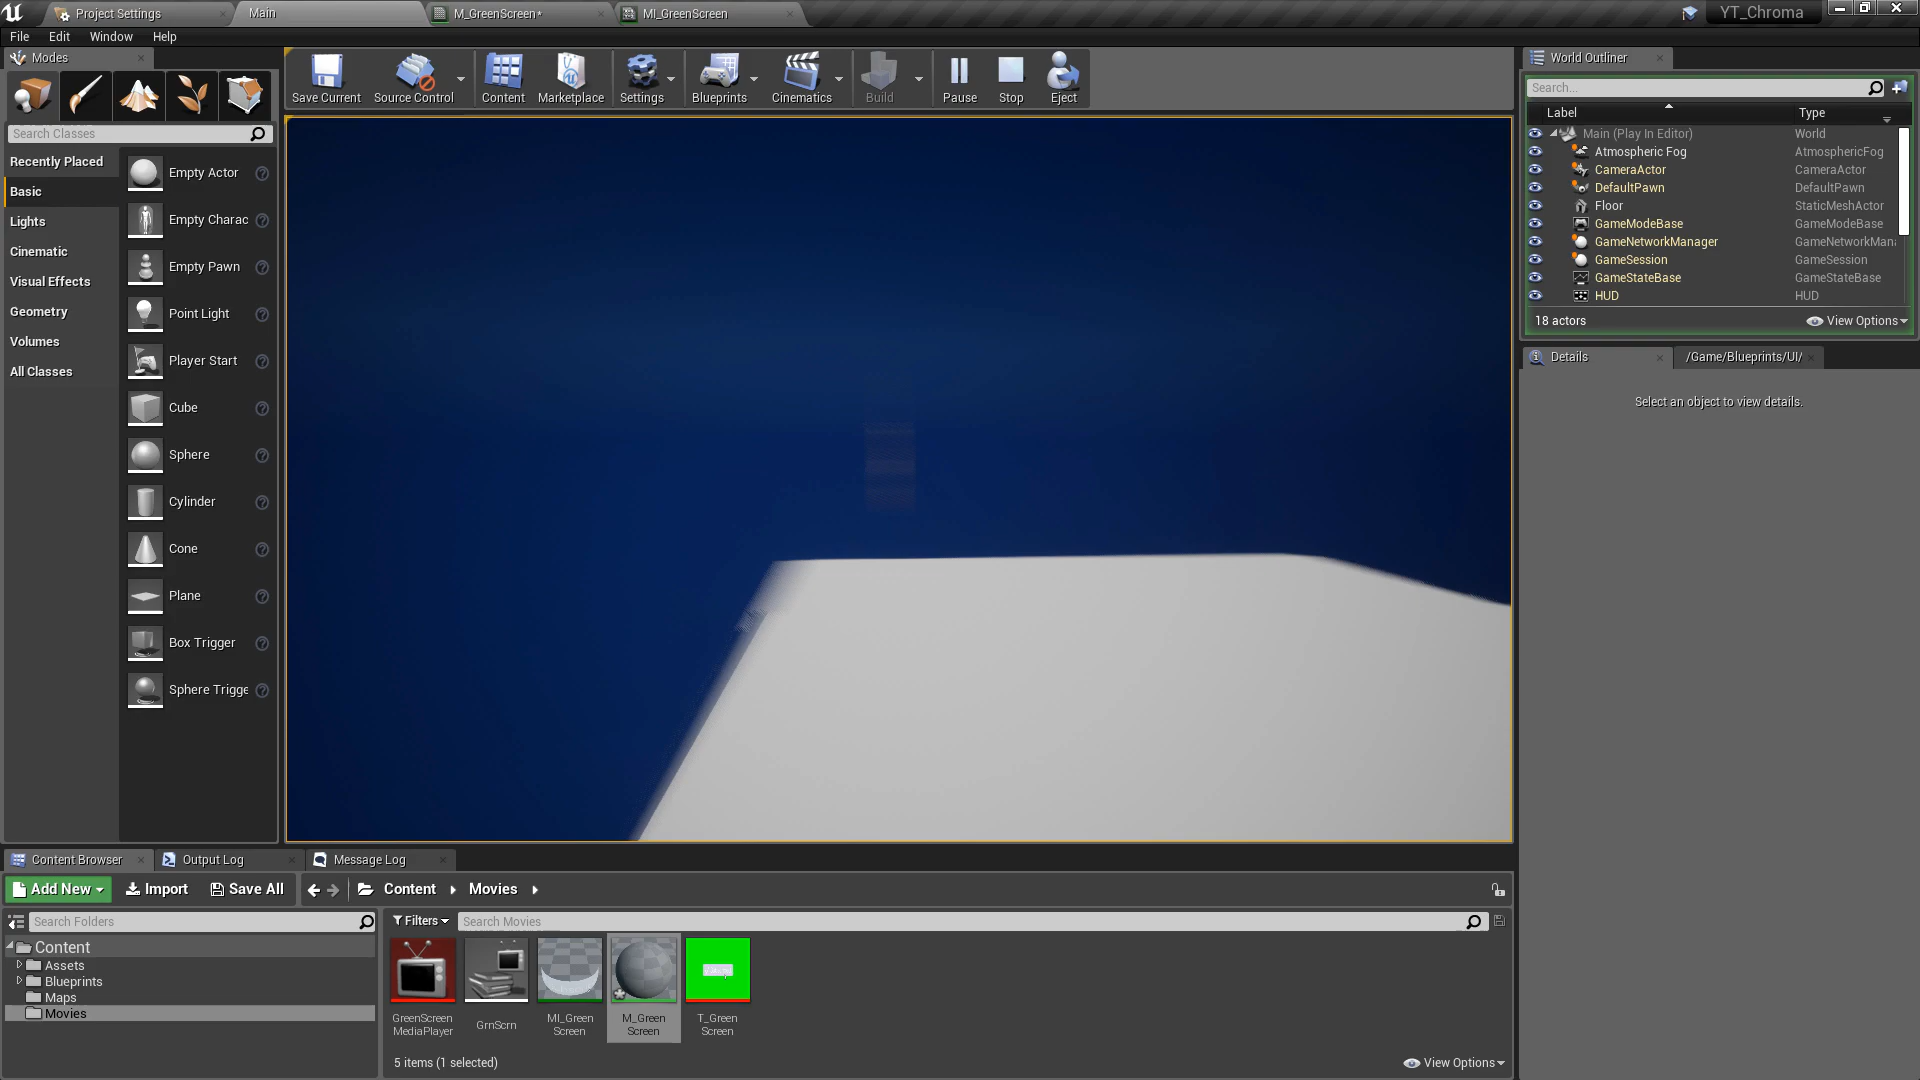 Project Settings
Main
M_GreenScreen*
MI_GreenScreen
YT_Chroma
File
Edit
Window
Help
Modes
Search Classes
Recently Placed
Basic
Lights
Cinematic
Visual Effects
Geometry
Volumes
All Classes
Empty Actor
Empty Charac
Empty Pawn
Point Light
Player Start
Cube
Sphere
Cylinder
Cone
Plane
Box Trigger
Sphere Trigge
Save Current
Source Control
Content
Marketplace
Settings
Blueprints
Cinematics
Build
Pause
Stop
Eject
World Outliner
Search...
Label
Type
Main (Play In Editor)
World
Atmospheric Fog
AtmosphericFog
CameraActor
CameraActor
DefaultPawn
DefaultPawn
Floor
StaticMeshActor
GameModeBase
GameModeBase
GameNetworkManager
GameNetworkMana
GameSession
GameSession
GameStateBase
GameStateBase
HUD
HUD
18 actors
View Options
Details
/Game/Blueprints/UI/
Select an object to view details.
Content Browser
Output Log
Message Log
Add New
Import
Save All
Content
Movies
Search Folders
Content
Assets
Blueprints
Maps
Movies
Filters
Search Movies
GreenScreen
MediaPlayer
GrnScrn
MI_Green
Screen
M_Green
Screen
T_Green
Screen
5 items (1 selected)
View Options